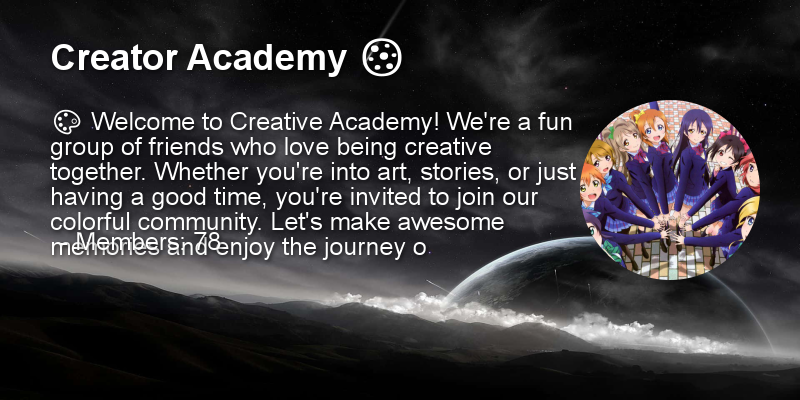 Creator Academy
🎨 Welcome to Creative Academy! We're a fun
group of friends who love being creative
together. Whether you're into art, stories, or just
having a good time, you're invited to join our
colorful community. Let's make awesome
- Members: 78
memories and enjoy the journey o